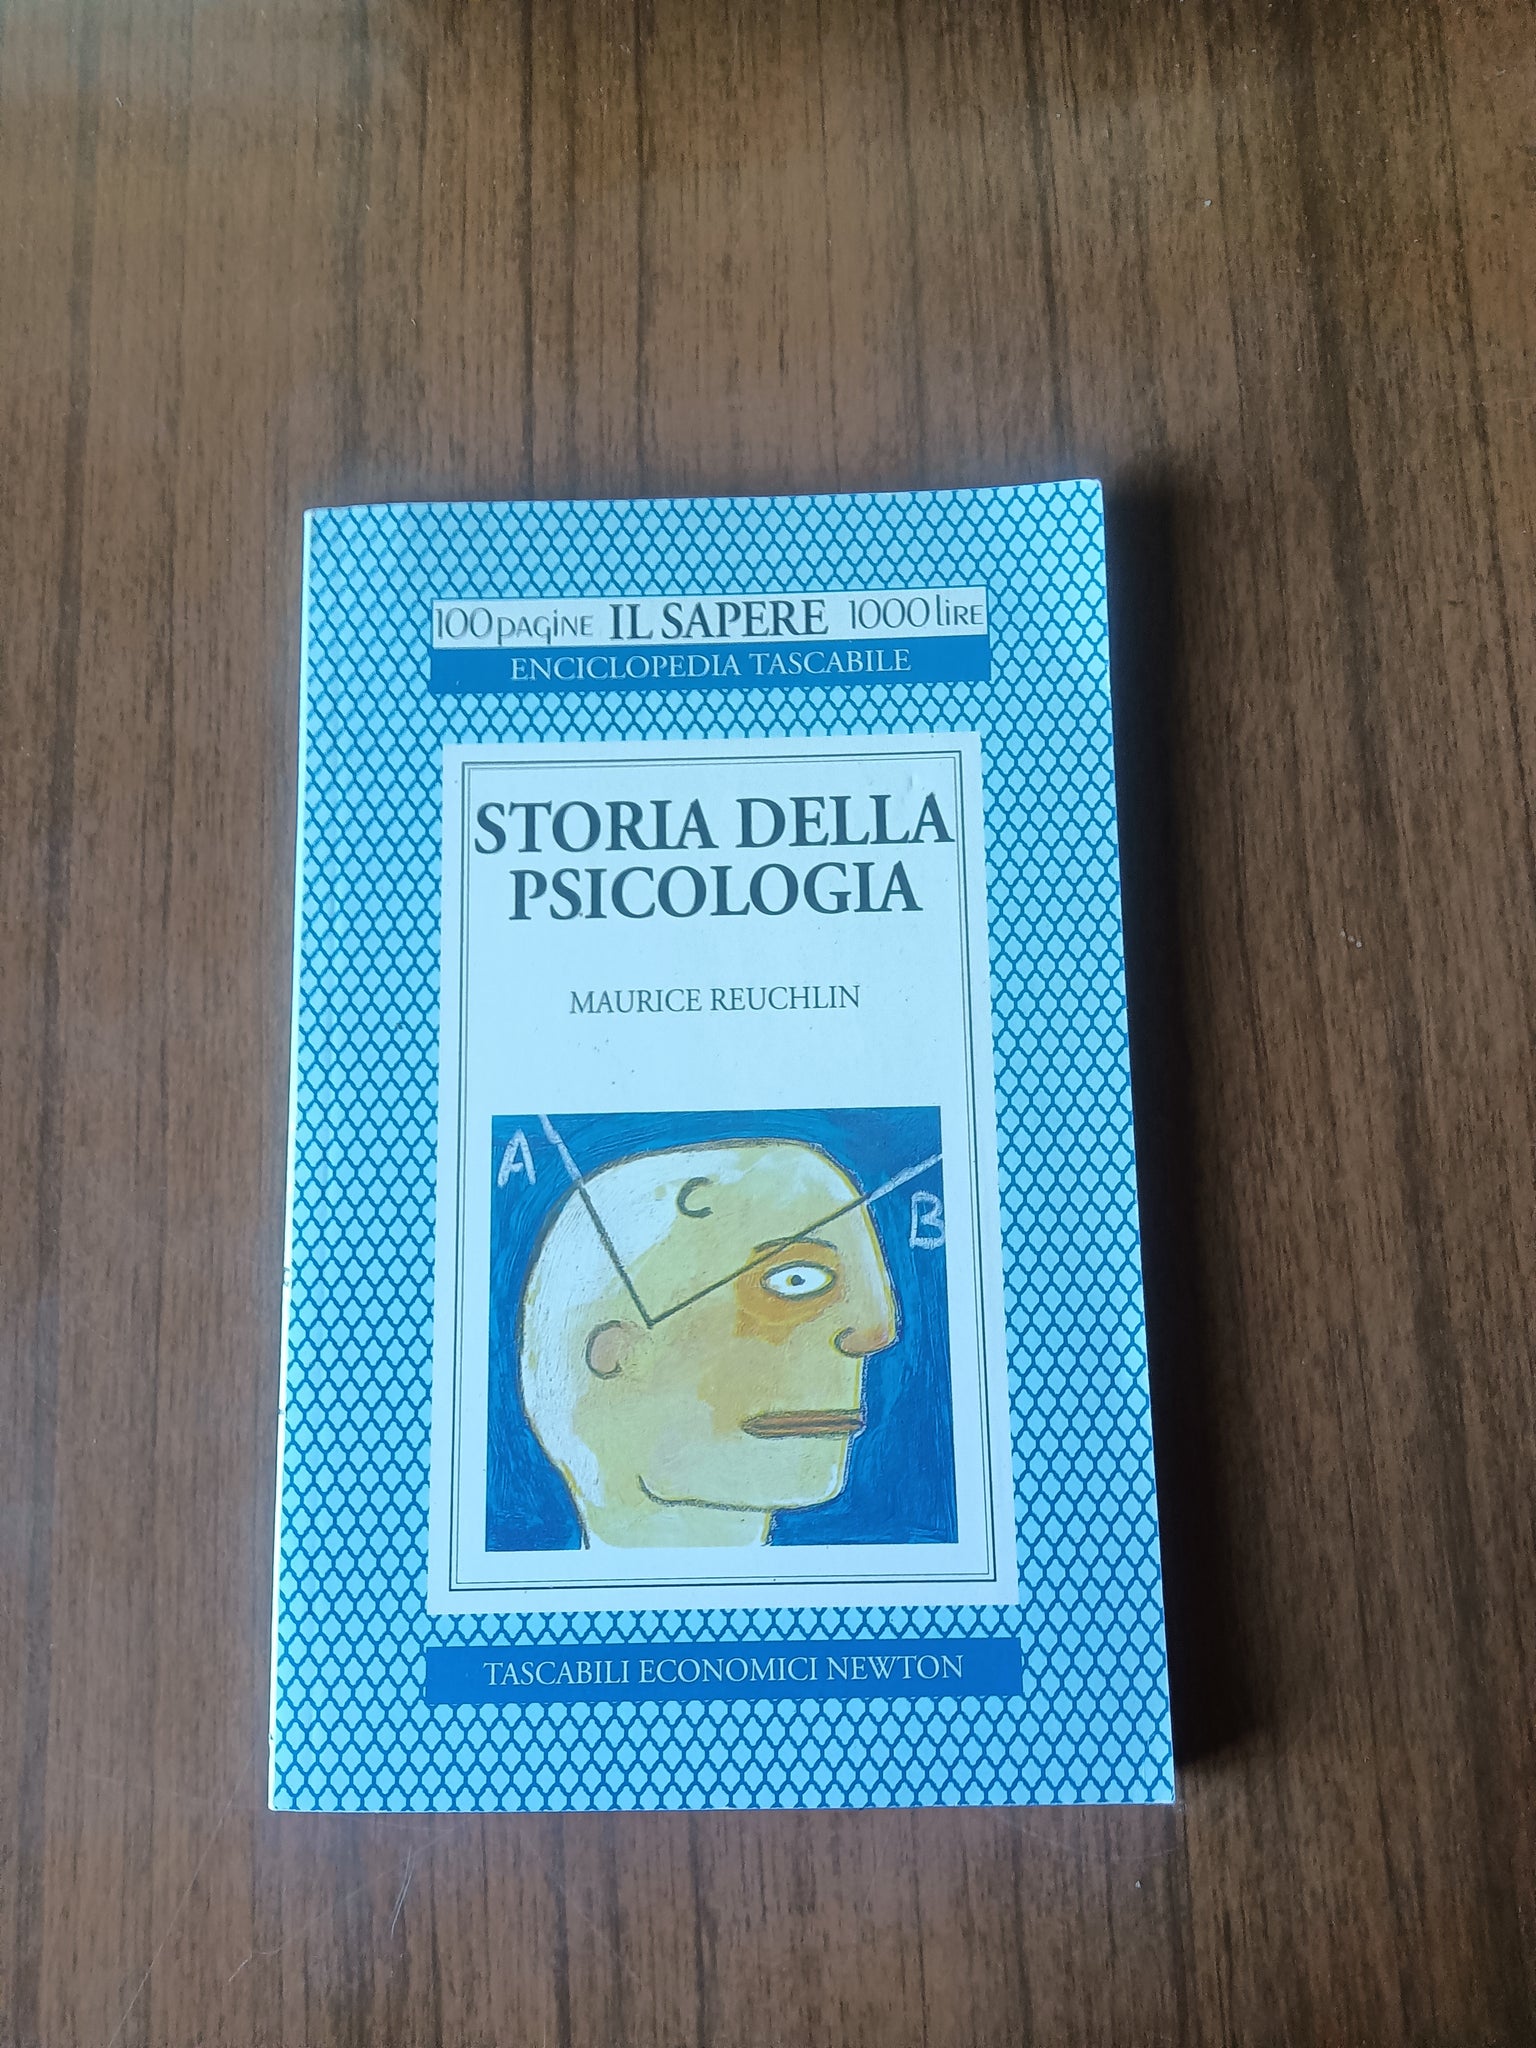 100 pagine IL SAPERE 1000 lire
ENCICLOPEDIA TASCABILE
STORIA DELLA
PSICOLOGIA
MAURICE REUCHLIN
A
C
B
TASCABILI ECONOMICI NEWTON